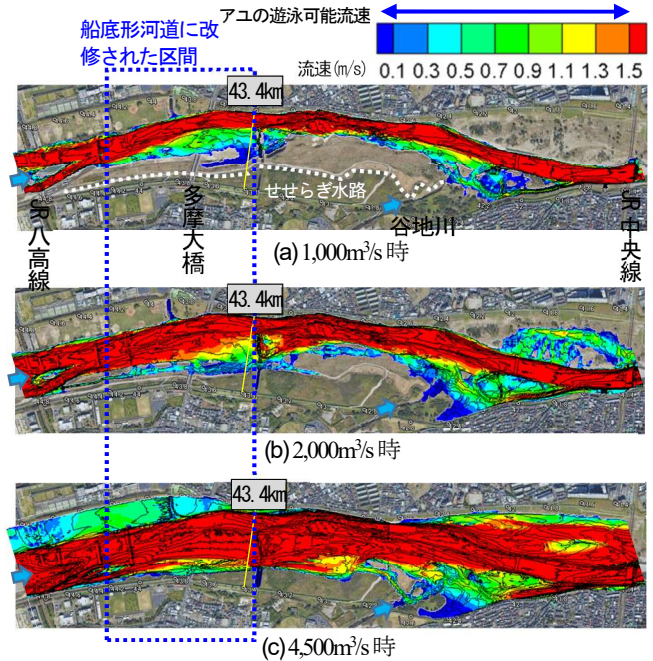 アユの遊泳可能流速
船底形河道に改
修された区間
流速(m/s)
0.1 0.3 0.5 0.7 0.9 1.1 1.3 1.5
43.4km
せせらぎ水路
JR八高線
多摩大橋
谷地川
JR中央線
(a) 1,000m³/s 時
43.4km
(b) 2,000m³/s 時
43.4km
(c) 4,500m³/s 時